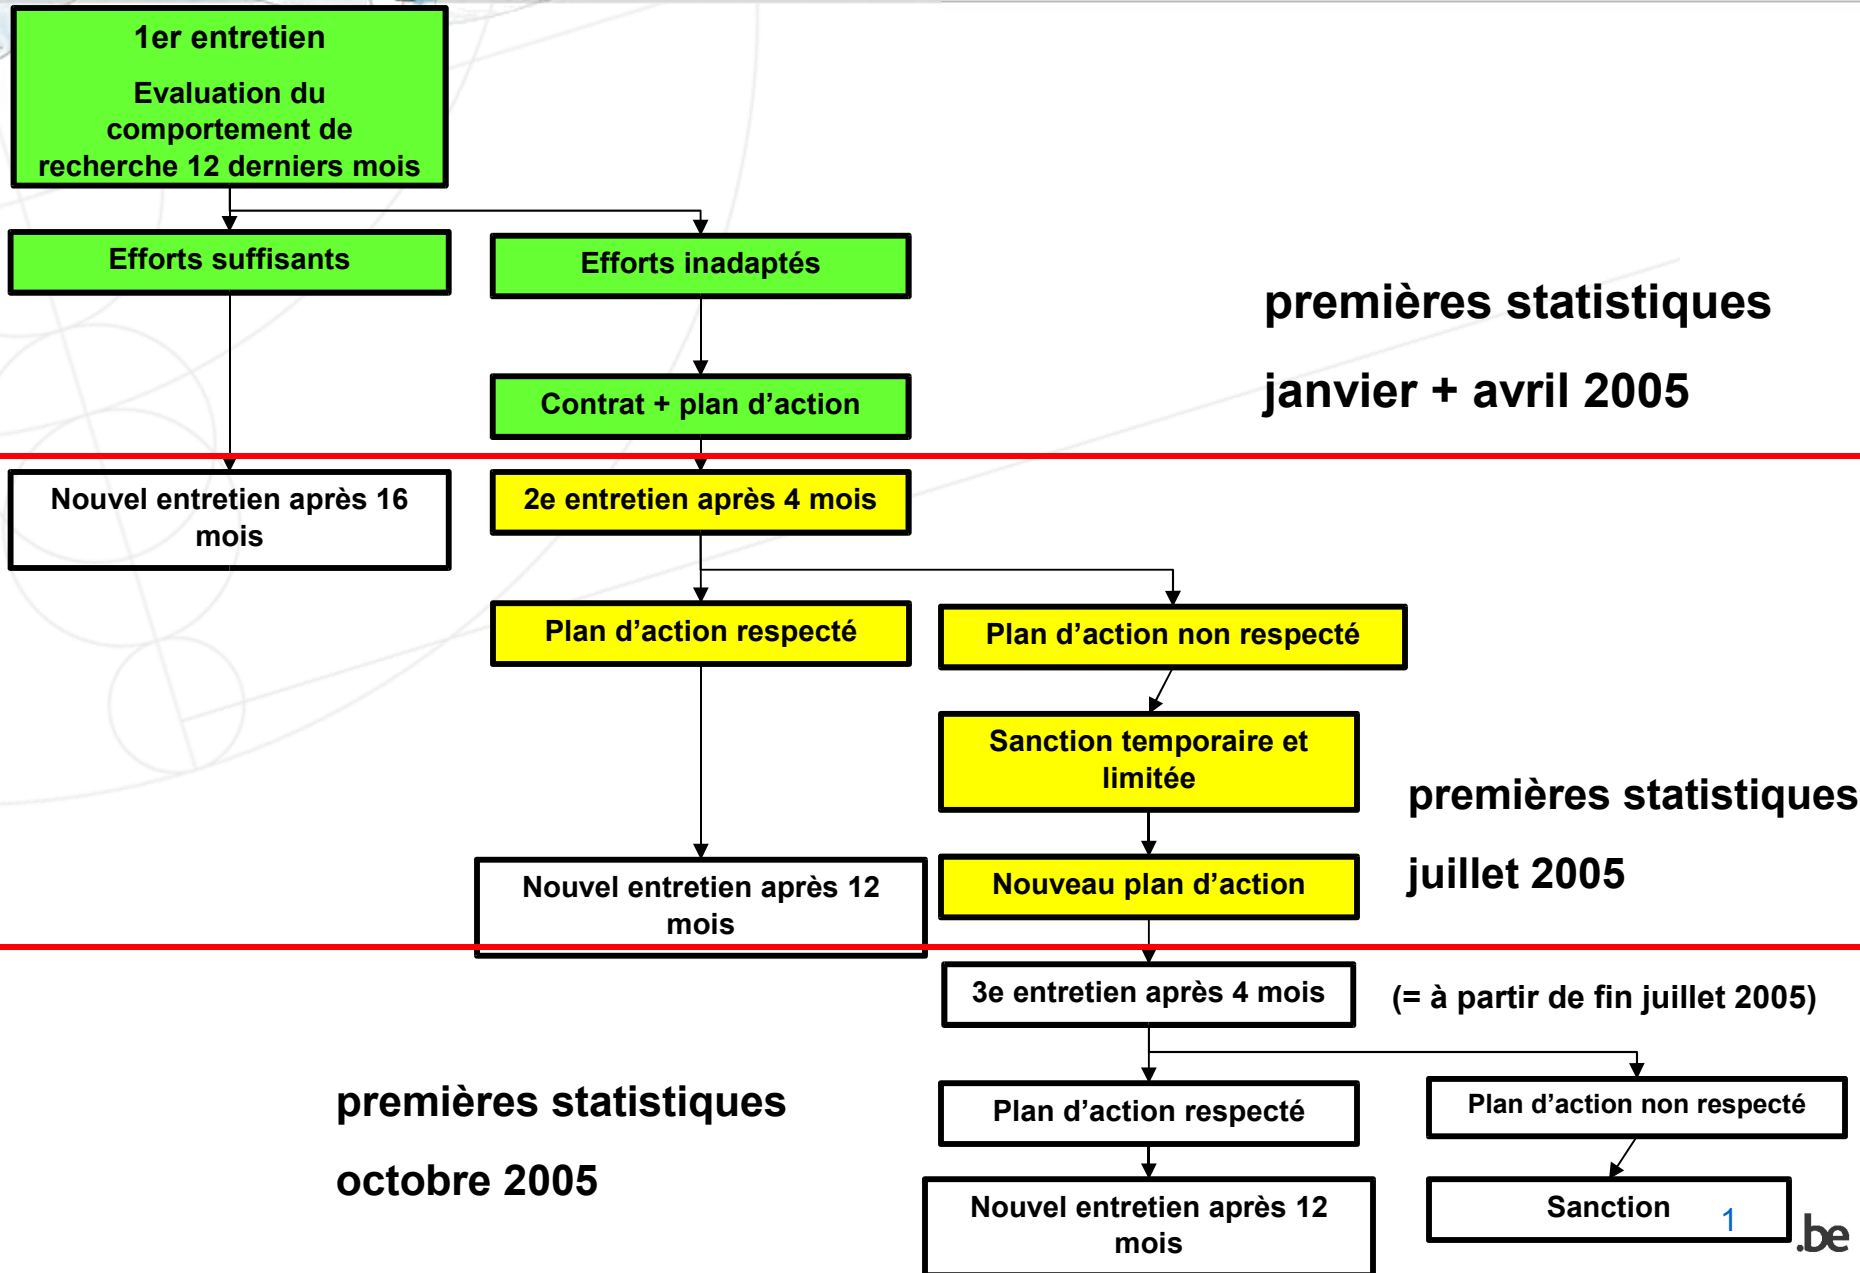 1er entretien
Evaluation du
comportement de
recherche 12 derniers mois
Efforts suffisants
Efforts inadaptés
premières statistiques
janvier + avril 2005
Contrat + plan d’action
Nouvel entretien après 16
mois
2e entretien après 4 mois
Plan d’action respecté
Plan d’action non respecté
Sanction temporaire et
limitée
premières statistiques
juillet 2005
Nouvel entretien après 12
mois
Nouveau plan d’action
3e entretien après 4 mois
(= à partir de fin juillet 2005)
premières statistiques
octobre 2005
Plan d’action respecté
Plan d’action non respecté
Nouvel entretien après 12
mois
Sanction
1
.be